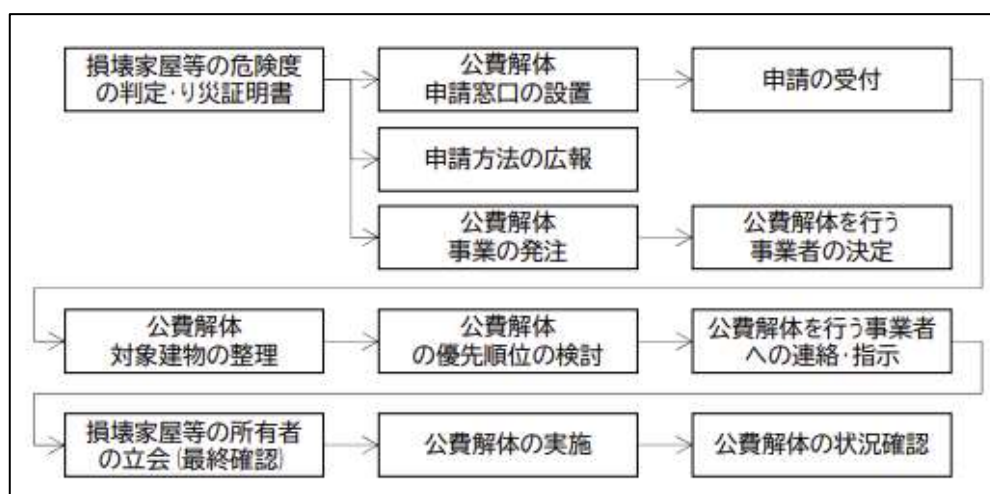 損壊家屋等の危険度
の判定・り災証明書
公費解体
申請窓口の設置
申請の受付
申請方法の広報
公費解体
事業の発注
公費解体を行う
事業者の決定
公費解体
対象建物の整理
公費解体
の優先順位の検討
公費解体を行う事業者
への連絡・指示
損壊家屋等の所有者
の立会(最終確認)
公費解体の実施
公費解体の状況確認